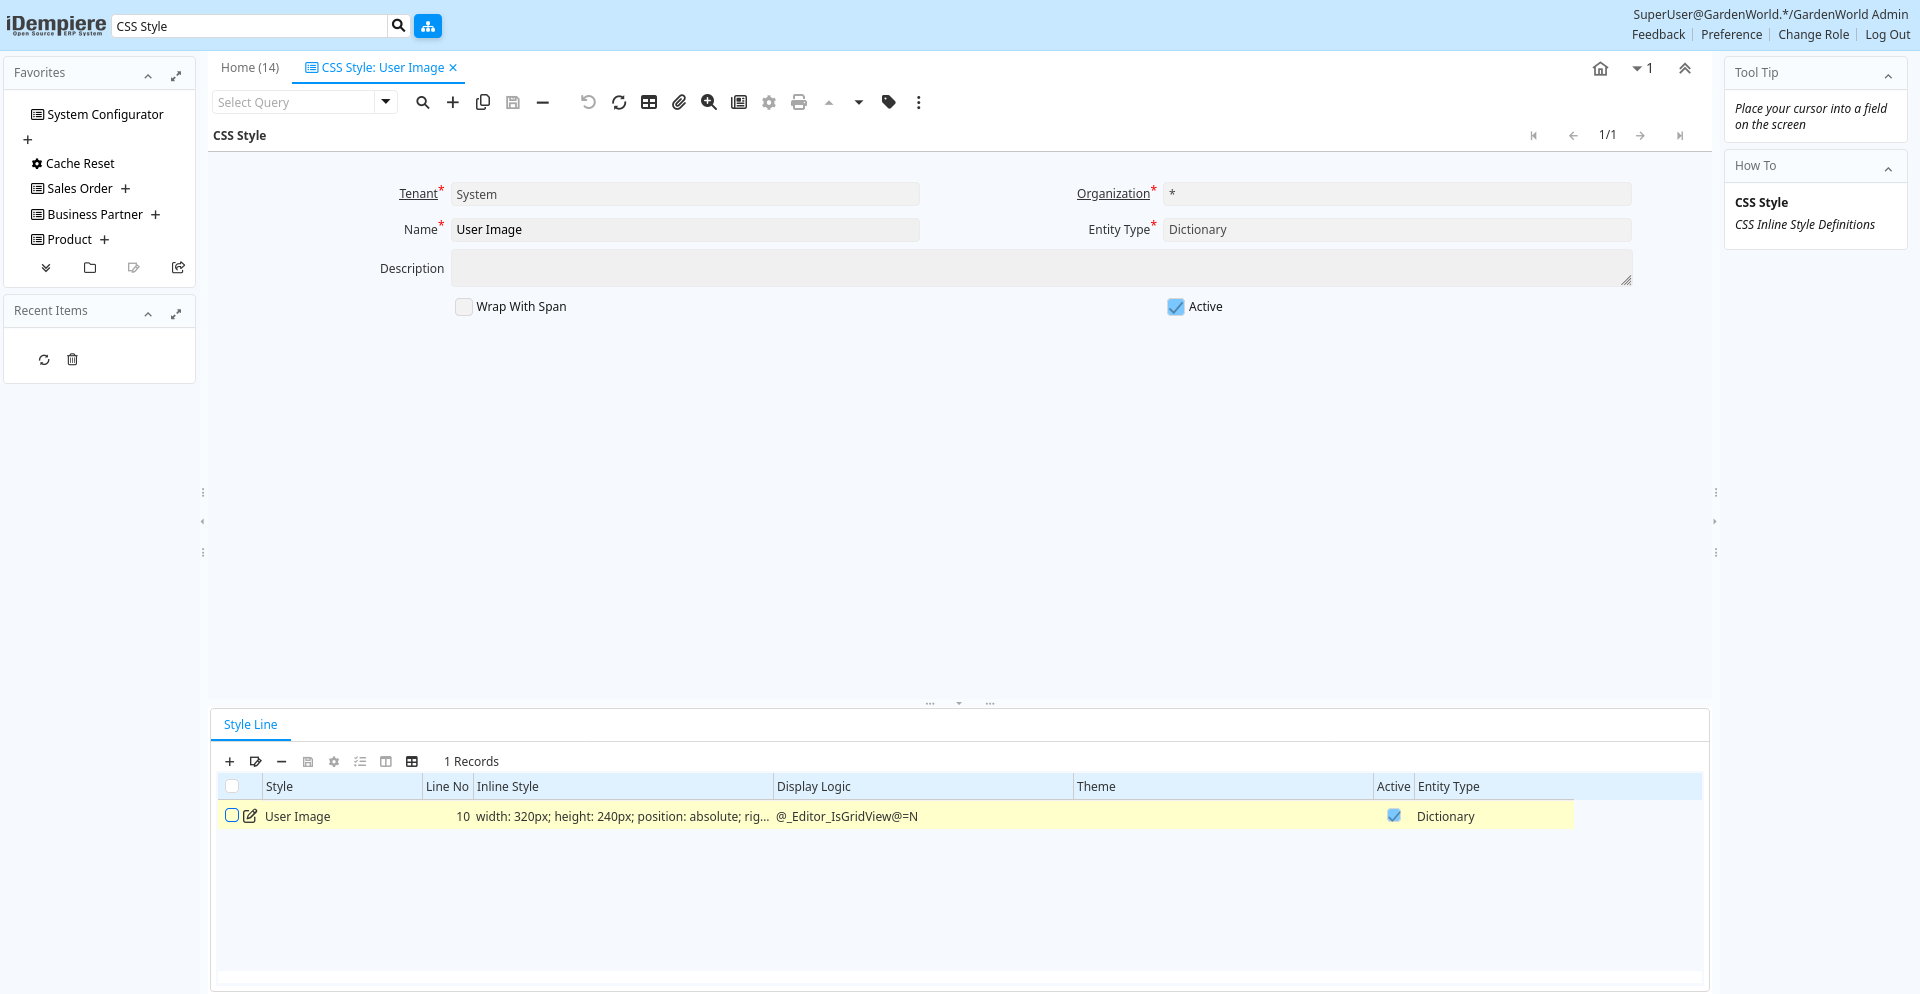 iDempiere
Open Source ERP System
CSS Style
SuperUser@GardenWorld.*/GardenWorld Admin
Feedback
Preference
Change Role
Log Out
Favorites
System Configurator
Cache Reset
Sales Order
Business Partner
Product
Recent Items
Home (14)
CSS Style: User Image
1
Select Query
CSS Style
1/1
Tenant*
System
Organization*
*
Name*
User Image
Entity Type*
Dictionary
Description
Wrap With Span
Active
Style Line
1 Records
Style
Line No
Inline Style
Display Logic
Theme
Active
Entity Type
User Image
10
width: 320px; height: 240px; position: absolute; rig...
@_Editor_IsGridView@=N
Dictionary
Tool Tip
Place your cursor into a field
on the screen
How To
CSS Style
CSS Inline Style Definitions